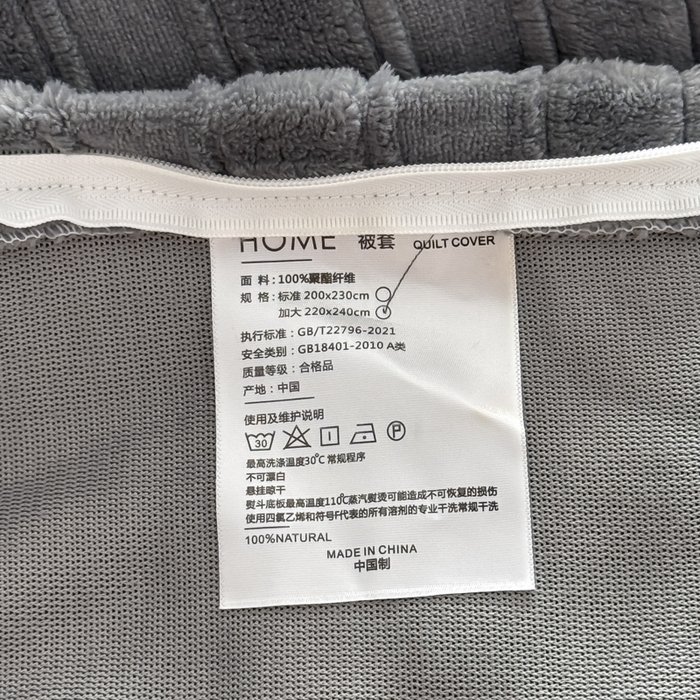 HOME 被套 QUILT COVER
面 料：100%聚酯纤维
规 格：标准 200x230cm
加大 220x240cm
执行标准：GB/T22796-2021
安全类别：GB18401-2010 A类
质量等级：合格品
产地：中国
使用及维护说明
30 P
最高洗涤温度30℃ 常规程序
不可漂白
悬挂晾干
熨斗底板最高温度110℃蒸汽熨烫可能造成不可恢复的损伤
使用四氯乙烯和符号F代表的所有溶剂的专业干洗常规干洗
100%NATURAL
MADE IN CHINA
中国制